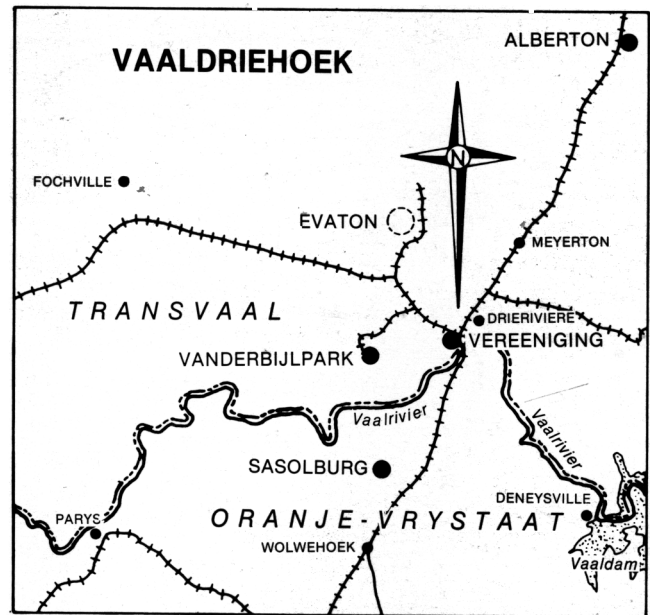 ALBERTON
VAALDRIEHOEK
N
FOCHVILLE
EVATON
MEYERTON
TRANSVAAL
DRIERIVIERE
VEREENIGING
VANDERBIJLPARK
Vaalrivier
Vaalrivier
SASOLBURG
DENEYSVILLE
PARYS
ORANJE-VRYSTAAT
WOLWEHOEK
Vaaldam